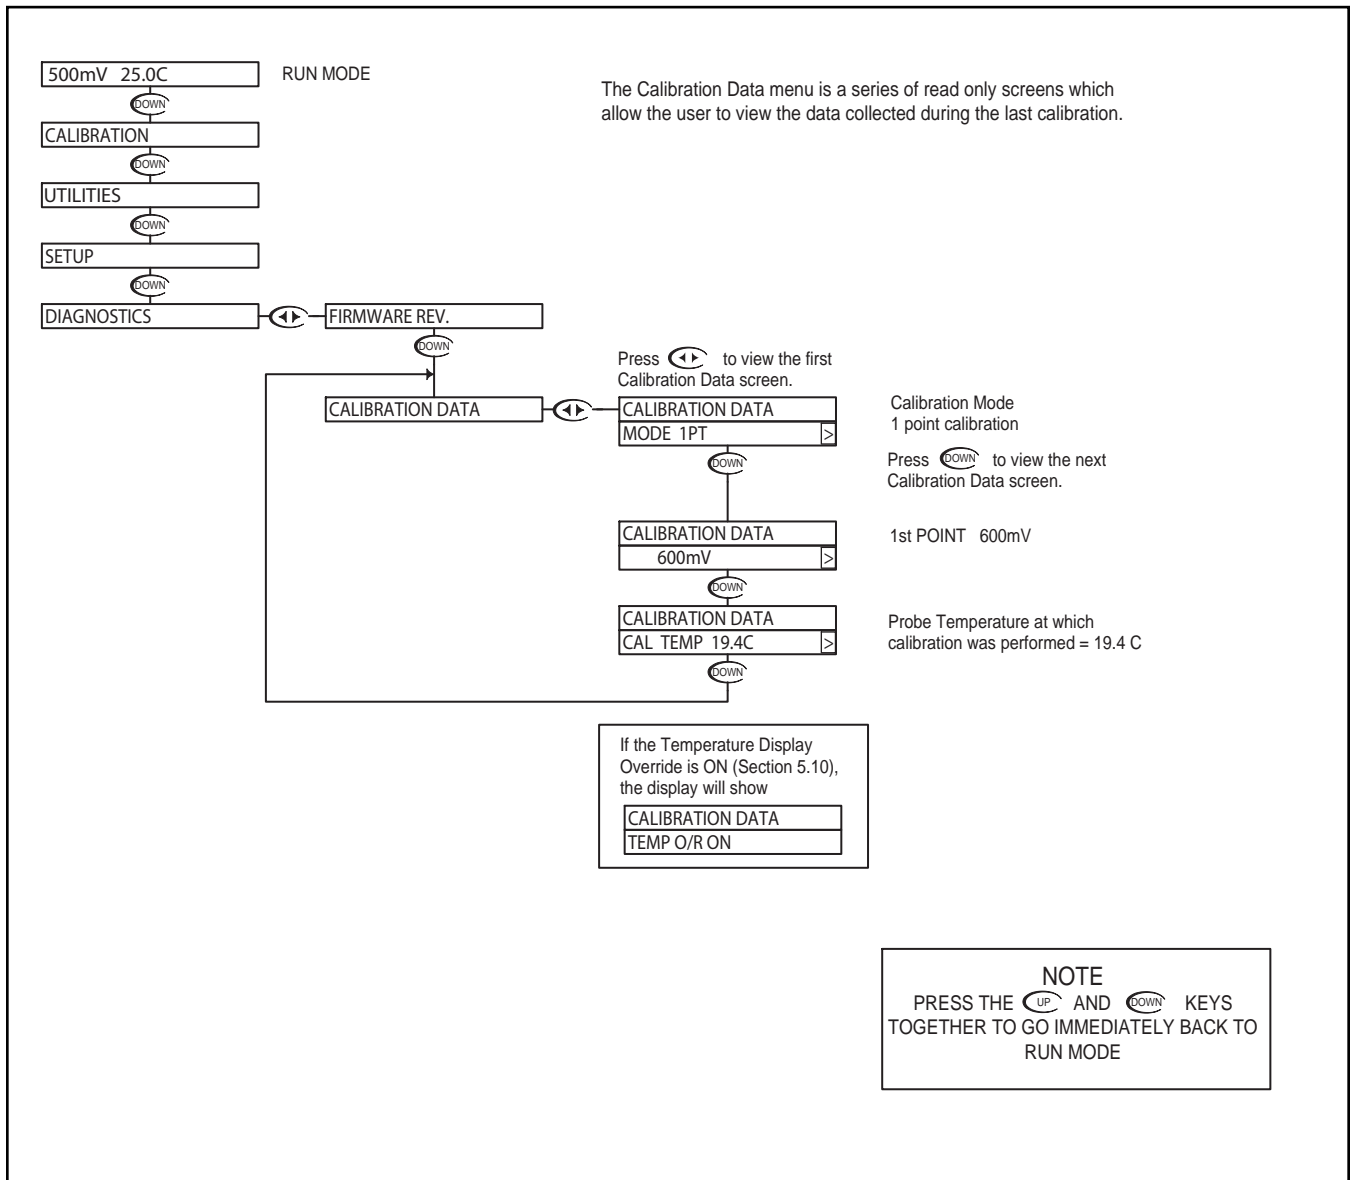 500mV 25.0C
RUN MODE
The Calibration Data menu is a series of read only screens which
allow the user to view the data collected during the last calibration.
DOWN
CALIBRATION
DOWN
UTILITIES
DOWN
SETUP
DOWN
DIAGNOSTICS
FIRMWARE REV.
DOWN
Press to view the first
Calibration Data screen.
CALIBRATION DATA
CALIBRATION DATA
MODE 1PT >
Calibration Mode
1 point calibration
DOWN
Press DOWN to view the next
Calibration Data screen.
CALIBRATION DATA
600mV >
1st POINT 600mV
DOWN
CALIBRATION DATA
CAL TEMP 19.4C >
Probe Temperature at which
calibration was performed = 19.4 C
DOWN
If the Temperature Display
Override is ON (Section 5.10),
the display will show
CALIBRATION DATA
TEMP O/R ON
NOTE
PRESS THE UP AND DOWN KEYS
TOGETHER TO GO IMMEDIATELY BACK TO
RUN MODE